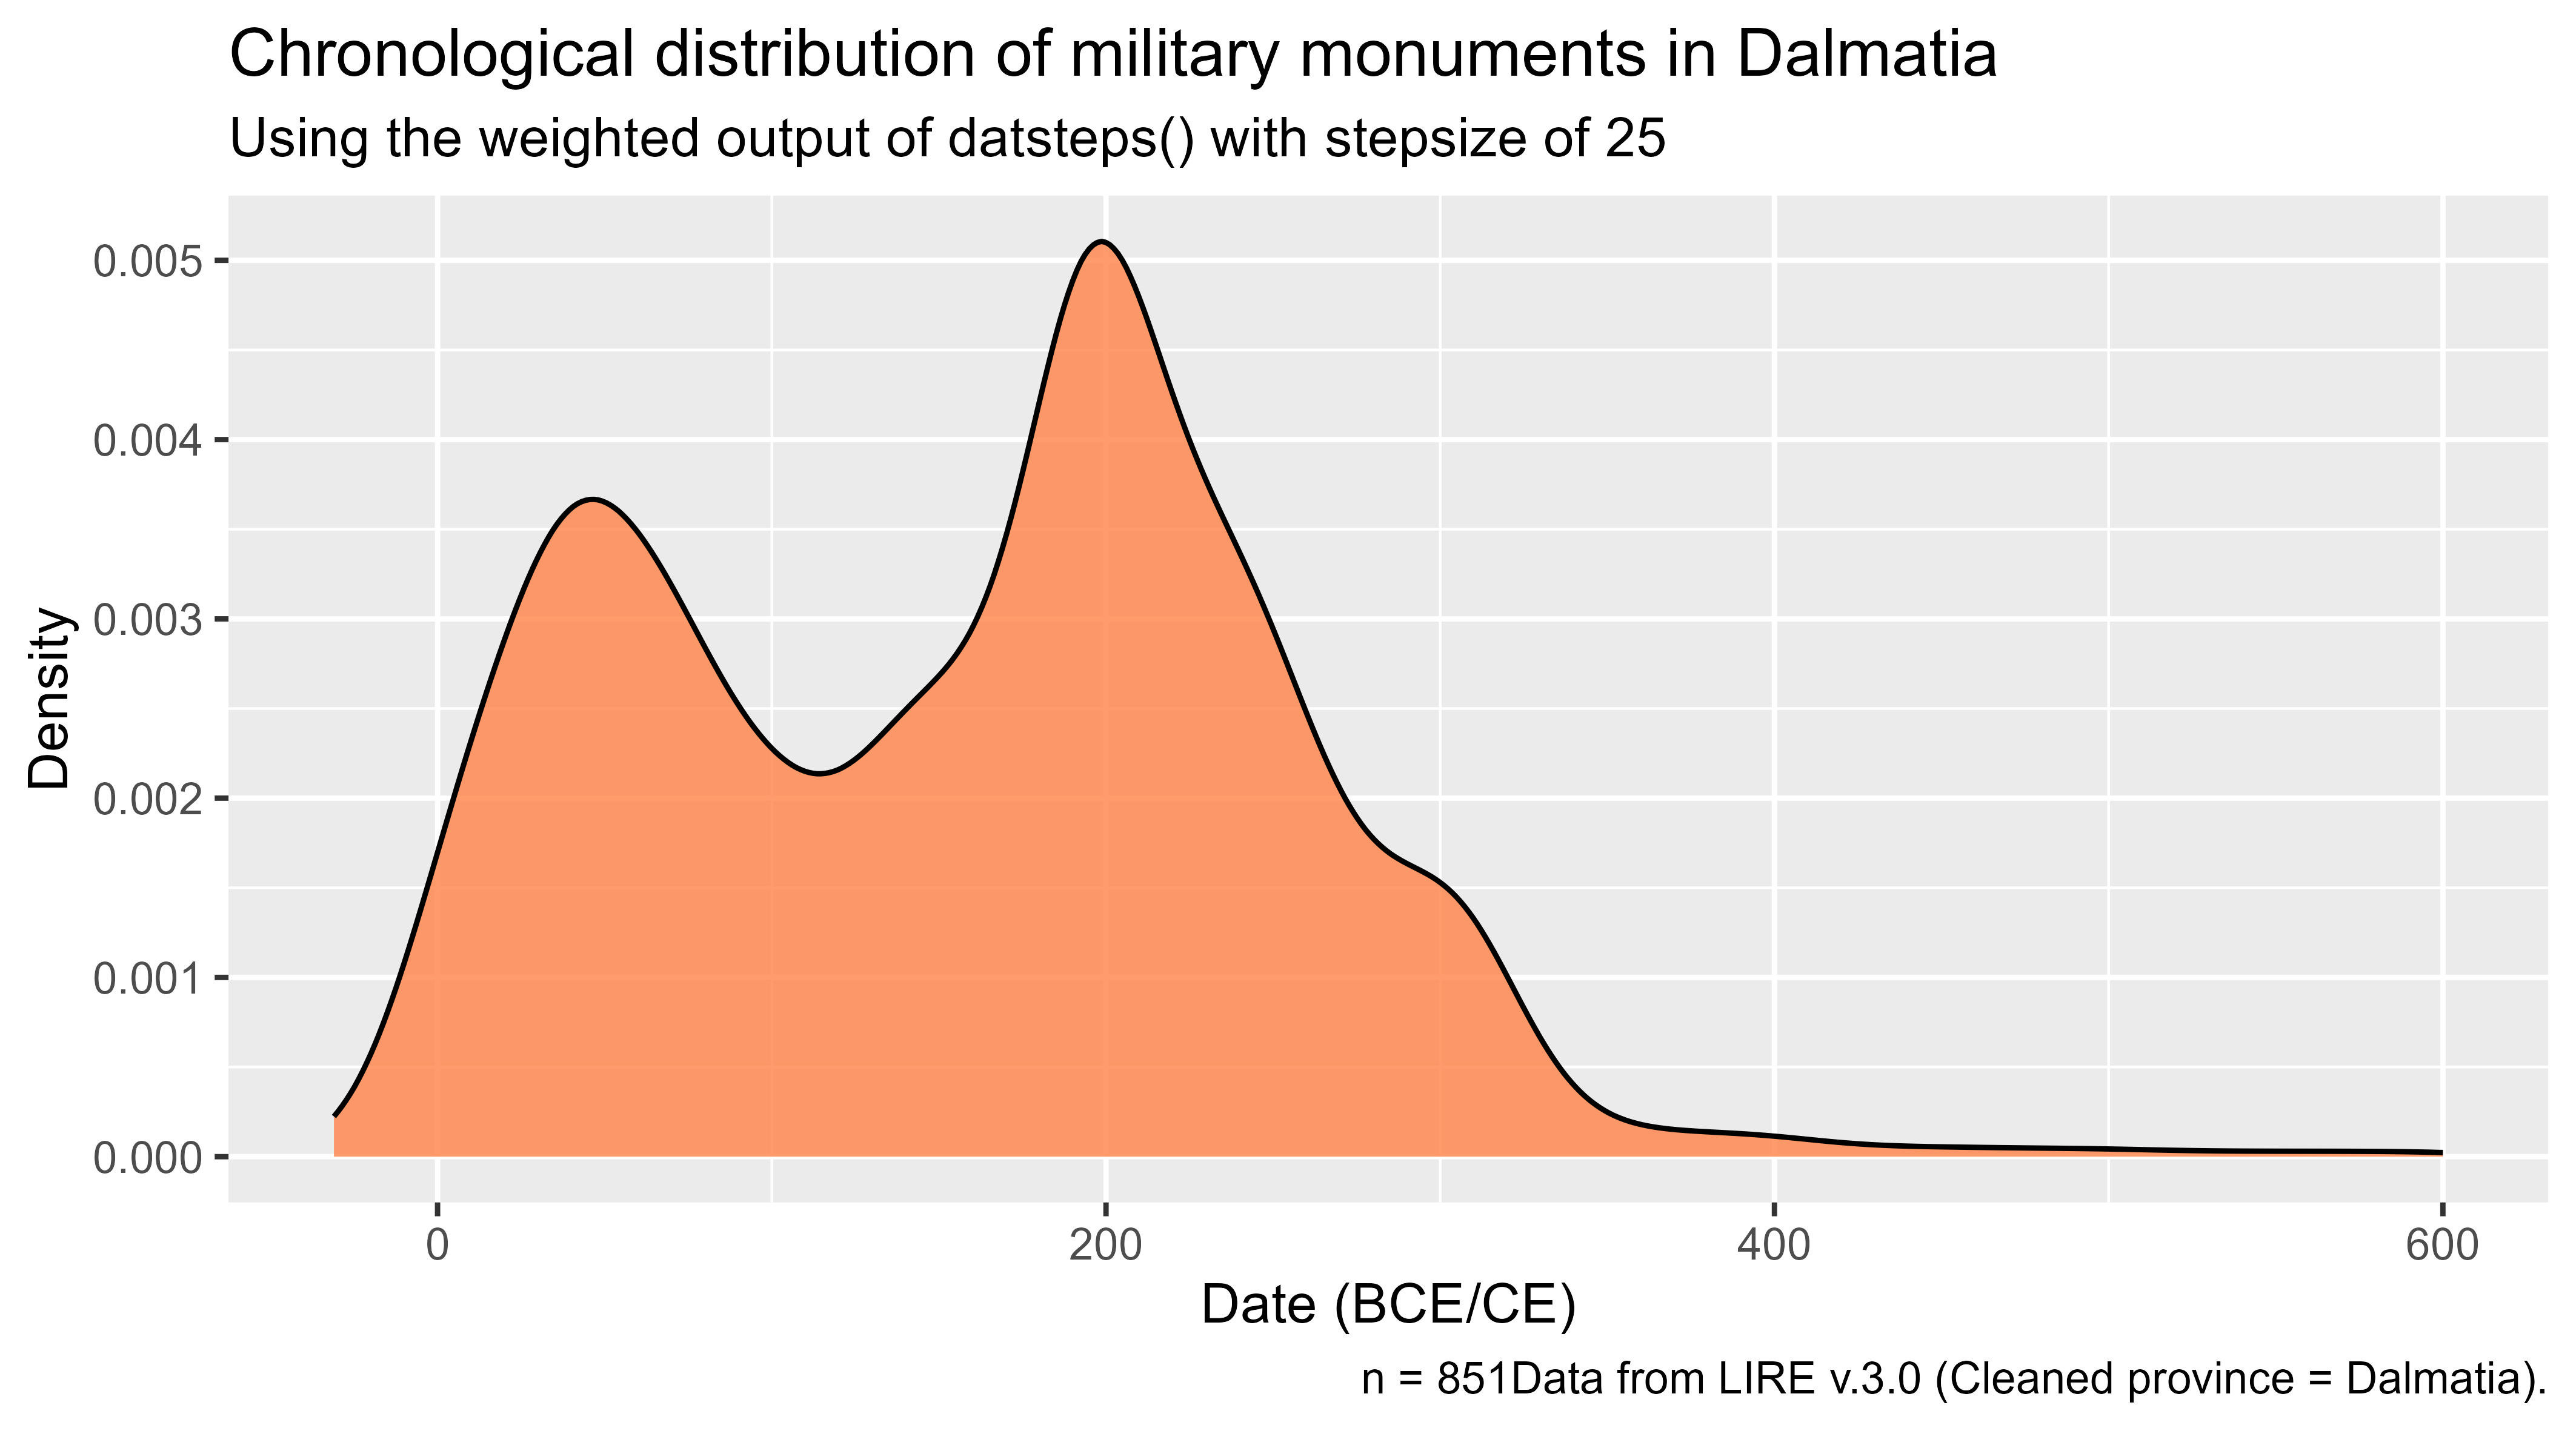 Chronological distribution of military monuments in Dalmatia
Using the weighted output of datsteps() with stepsize of 25
Density
0.005
0.004
0.003
0.002
0.001
0.000
0 200 400 600
Date (BCE/CE)
n = 851Data from LIRE v.3.0 (Cleaned province = Dalmatia).